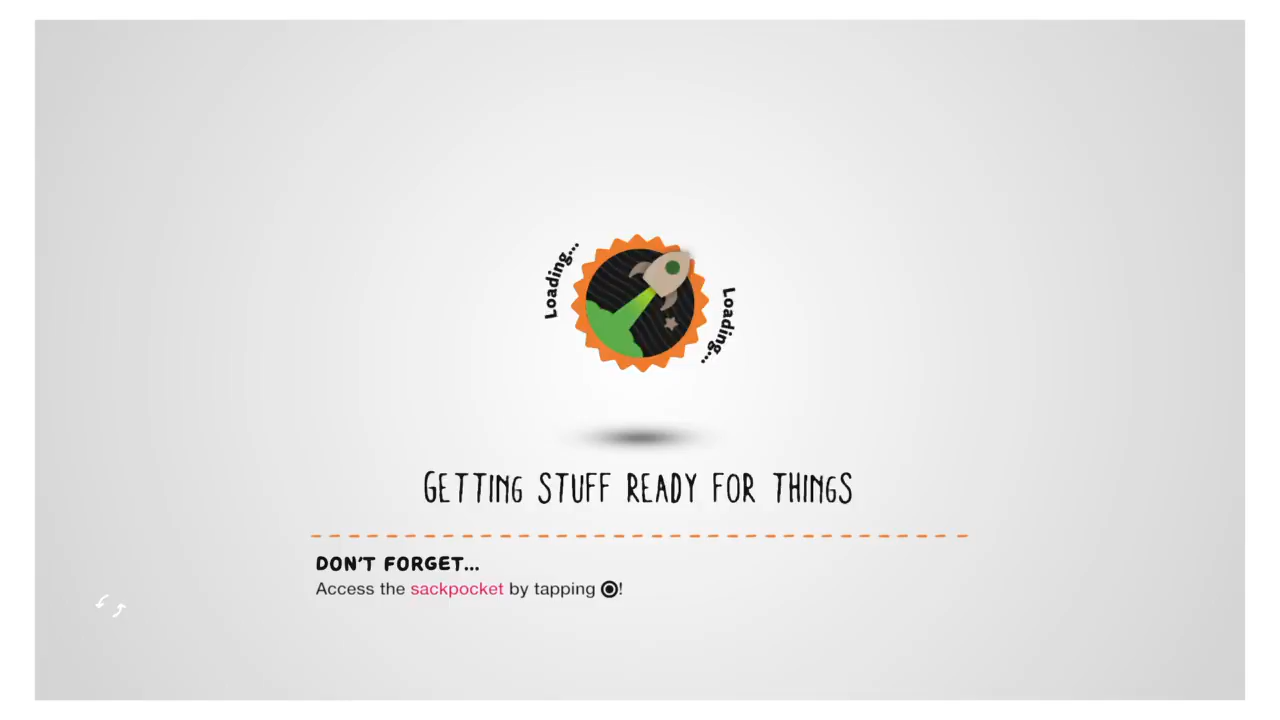 Loading...
Loading...
GETTING STUFF READY FOR THINGS
DON'T FORGET...
Access the sackpocket by tapping !